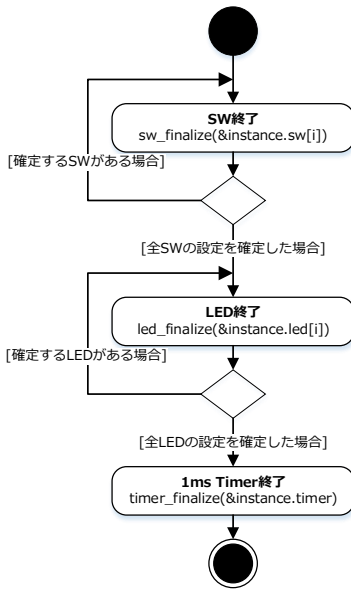 SW終了
sw_finalize(&instance.sw[i])
[確定するSWがある場合]
[全SWの設定を確定した場合]
LED終了
led_finalize(&instance.led[i])
[確定するLEDがある場合]
[全LEDの設定を確定した場合]
1ms Timer終了
timer_finalize(&instance.timer)